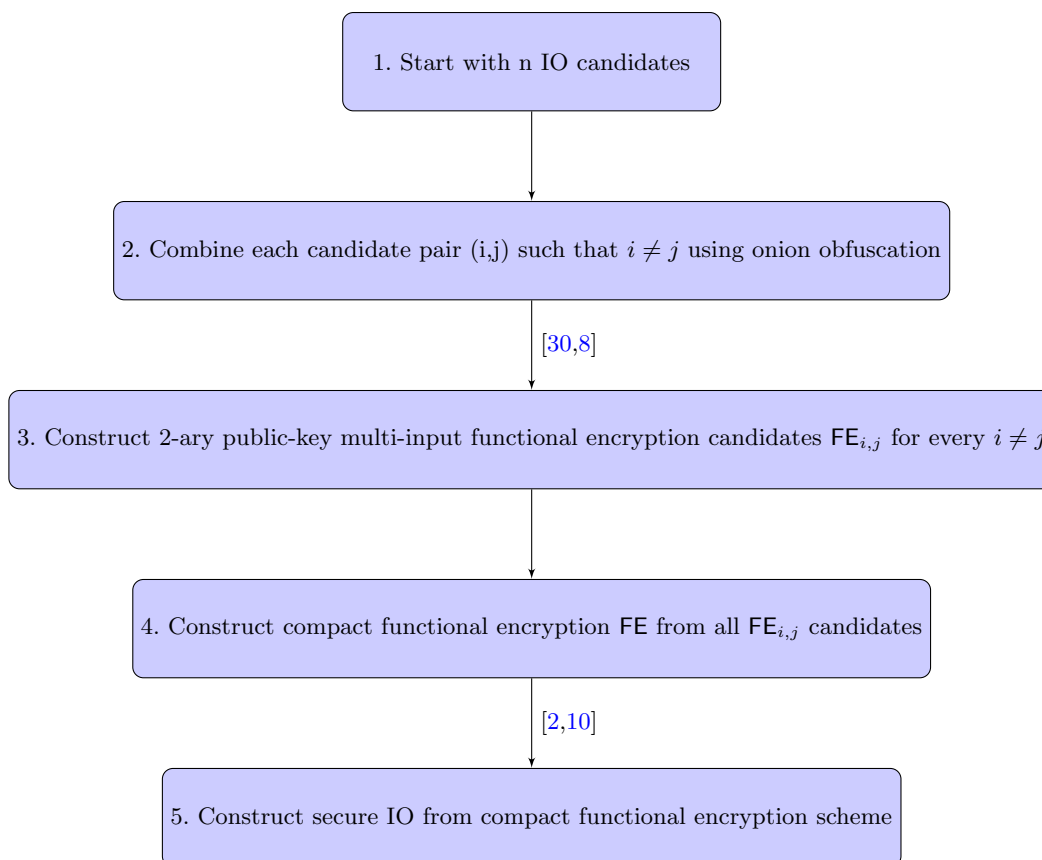 1. Start with n IO candidates
2. Combine each candidate pair (i,j) such that i ≠ j using onion obfuscation
[30,8]
3. Construct 2-ary public-key multi-input functional encryption candidates FE_{i,j} for every i ≠ j
4. Construct compact functional encryption FE from all FE_{i,j} candidates
[2,10]
5. Construct secure IO from compact functional encryption scheme